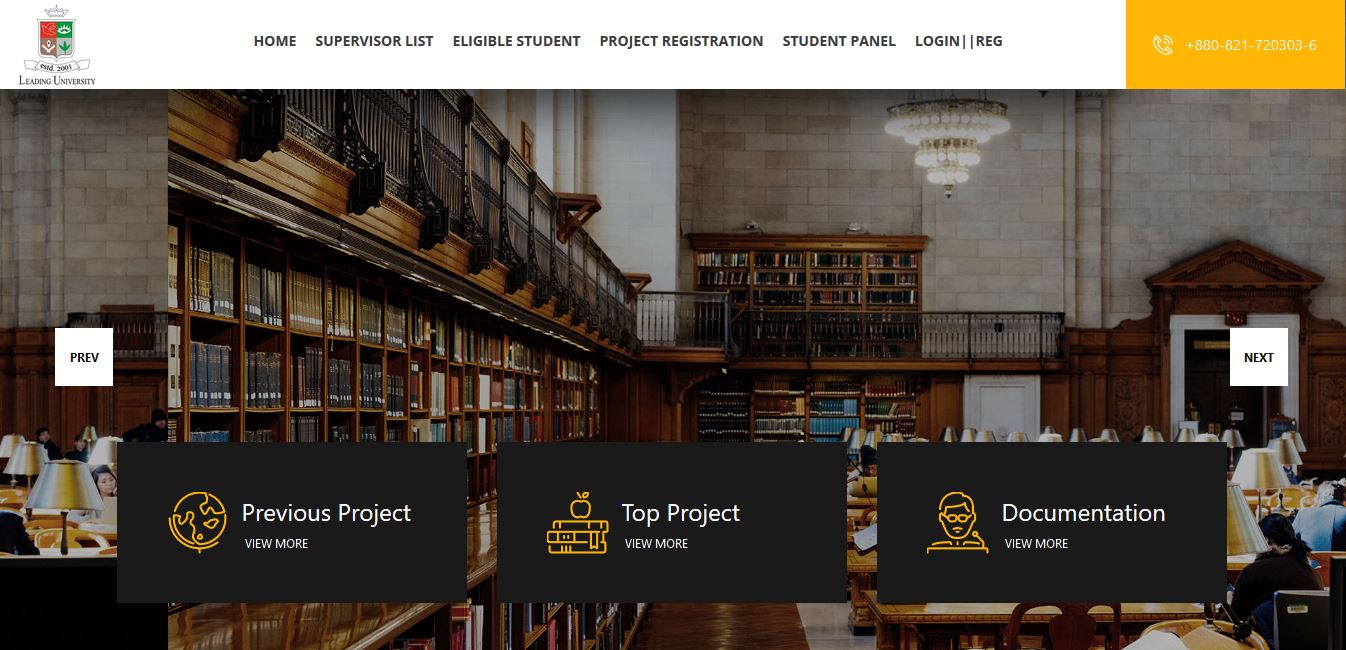 estd. 2001
LEADING UNIVERSITY
HOME SUPERVISOR LIST ELIGIBLE STUDENT PROJECT REGISTRATION STUDENT PANEL LOGIN||REG
+880-821-720303-6
PREV
NEXT
Previous Project
VIEW MORE
Top Project
VIEW MORE
Documentation
VIEW MORE